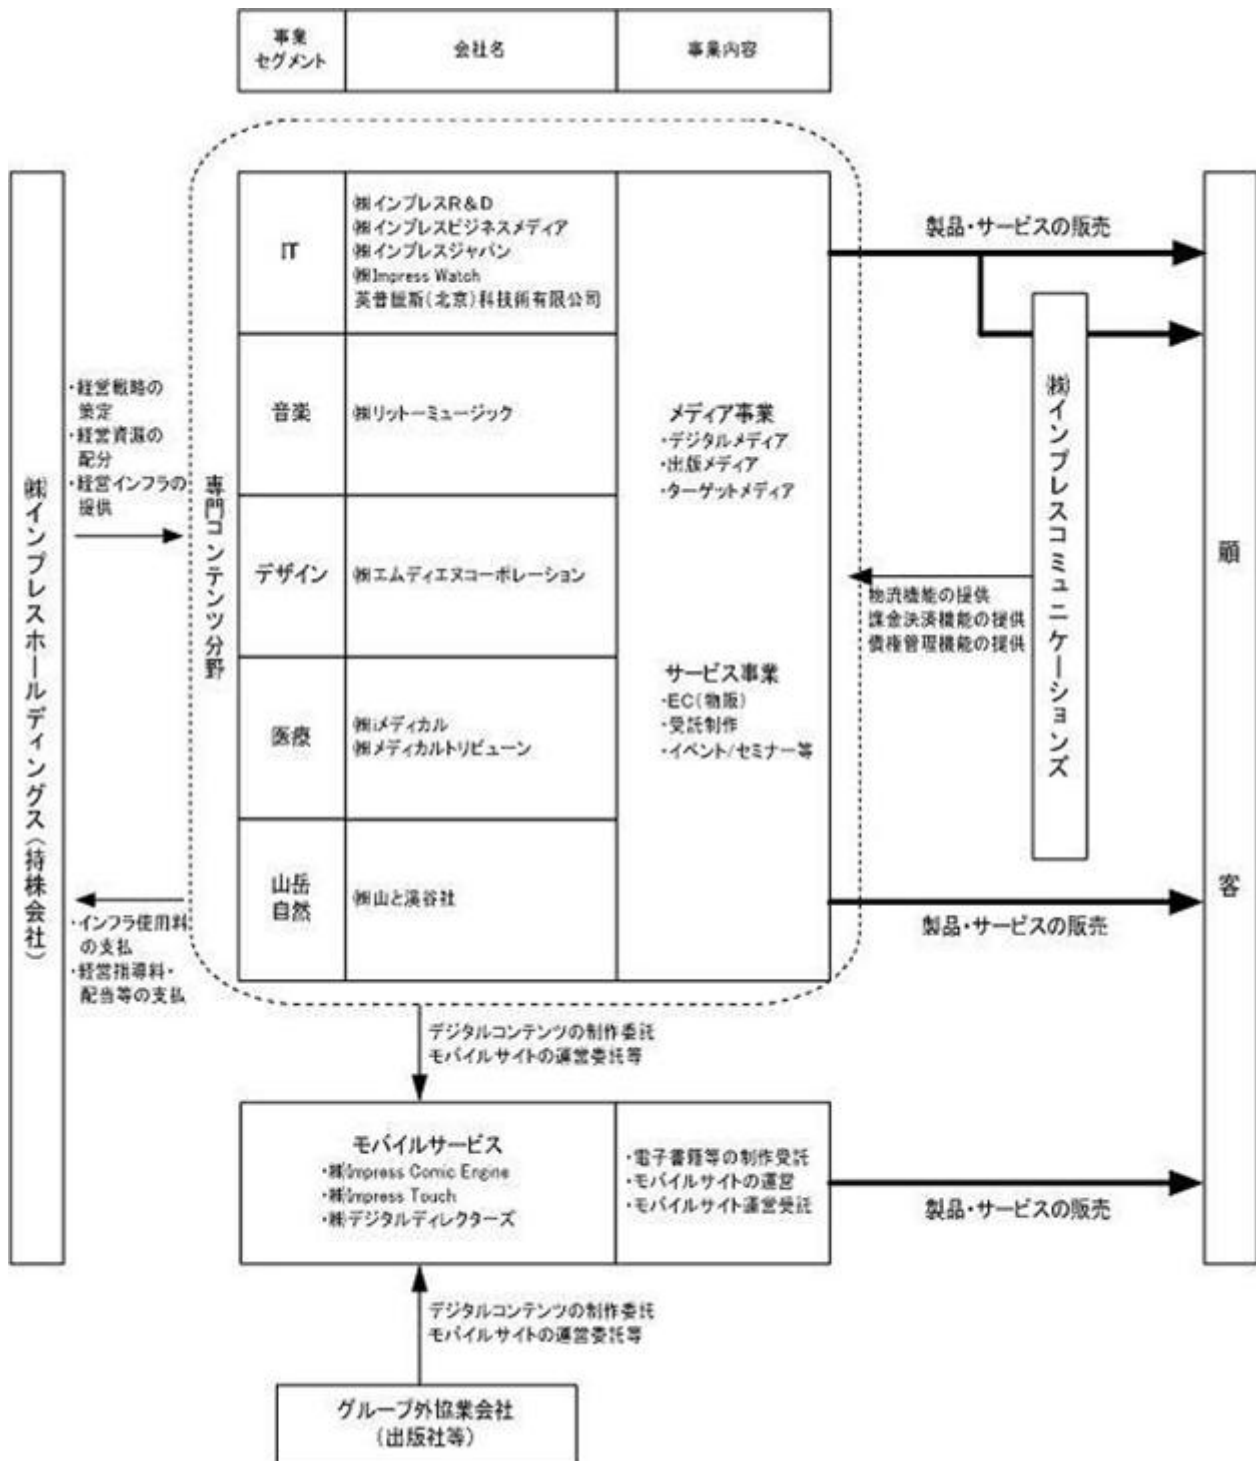 事業
セグメント
会社名
事業内容
㈱インプレスホールディングス(持株会社)
・経営戦略の
策定
・経営資源の
配分
・経営インフラの
提供
・インフラ使用料
の支払
・経営指導料・
配当等の支払
専門コンテンツ分野
IT
㈱インプレスR&D
㈱インプレスビジネスメディア
㈱インプレスジャパン
㈱Impress Watch
(北京)科技術有限公司
音楽
㈱リットーミュージック
デザイン
㈱エムディエヌコーポレーション
医療
㈱iメディカル
㈱メディカルトリビューン
山岳
自然
㈱山と溪谷社
メディア事業
・デジタルメディア
・出版メディア
・ターゲットメディア
サービス事業
・EC(物販)
・受託制作
・イベント/セミナー等
製品・サービスの販売
㈱インプレスコミュニケーションズ
物流機能の提供
課金決済機能の提供
債権管理機能の提供
製品・サービスの販売
顧客
デジタルコンテンツの制作委託
モバイルサイトの運営委託等
モバイルサービス
・㈱Impress Comic Engine
・㈱Impress Touch
・㈱デジタルディレクターズ
・電子書籍等の制作受託
・モバイルサイトの運営
・モバイルサイト運営受託
製品・サービスの販売
デジタルコンテンツの制作委託
モバイルサイトの運営委託等
グループ外協業会社
(出版社等)